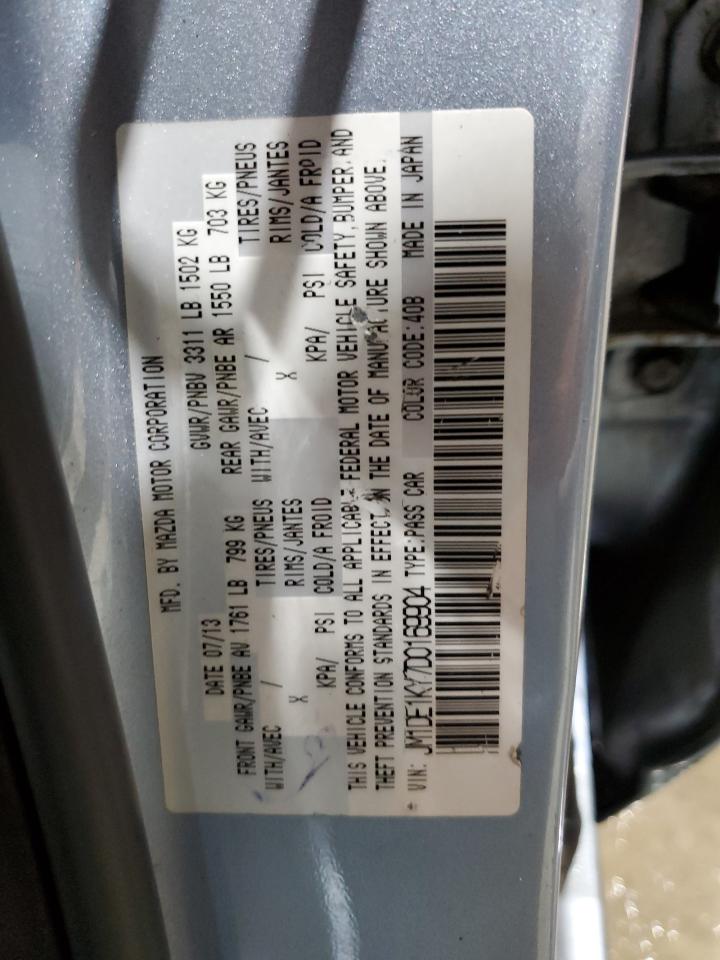 MFD. BY MAZDA MOTOR CORPORATION
DATE 07/13 GVWR/PNBV 3311 LB 1502 KG
FRONT GAWR/PNBE AV 1761 LB 799 KG REAR GAWR/PNBE AR 1550 LB 703 KG
WITH/AVEC / TIRES/PNEUS WITH/AVEC / TIRES/PNEUS
X RIMS/JANTES X RIMS/JANTES
KPA/ PSI COLD/A FROID KPA/ PSI COLD/A FROID
THIS VEHICLE CONFORMS TO ALL APPLICABLE FEDERAL MOTOR VEHICLE SAFETY, BUMPER, AND
THEFT PREVENTION STANDARDS IN EFFECT ON THE DATE OF MANUFACTURE SHOWN ABOVE.
VIN: JM1DE1KY7D0169904 TYPE:PASS CAR COLOR CODE:40B MADE IN JAPAN